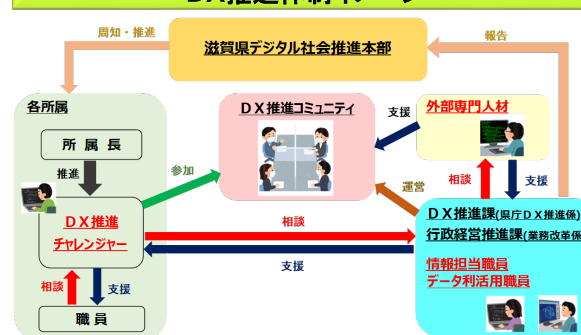 DX推進体制イメージ
周知・推進
滋賀県デジタル社会推進本部
報告
各所属
所属長
推進
DX推進
チャレンジャー
相談
支援
職員
参加
DX推進コミュニティ
支援
外部専門人材
相談
支援
運営
相談
支援
DX推進課(県庁DX推進係)
行政経営推進課(業務改革係
情報担当職員
データ利活用職員